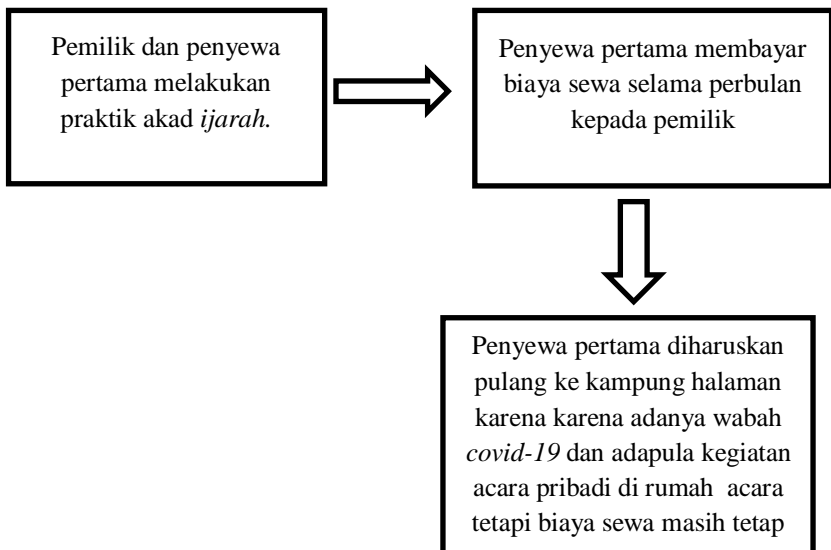 Pemilik dan penyewa
pertama melakukan
praktik akad ijarah.
Penyewa pertama membayar
biaya sewa selama perbulan
kepada pemilik
Penyewa pertama diharuskan
pulang ke kampung halaman
karena karena adanya wabah
covid-19 dan adapula kegiatan
acara pribadi di rumah acara
tetapi biaya sewa masih tetap